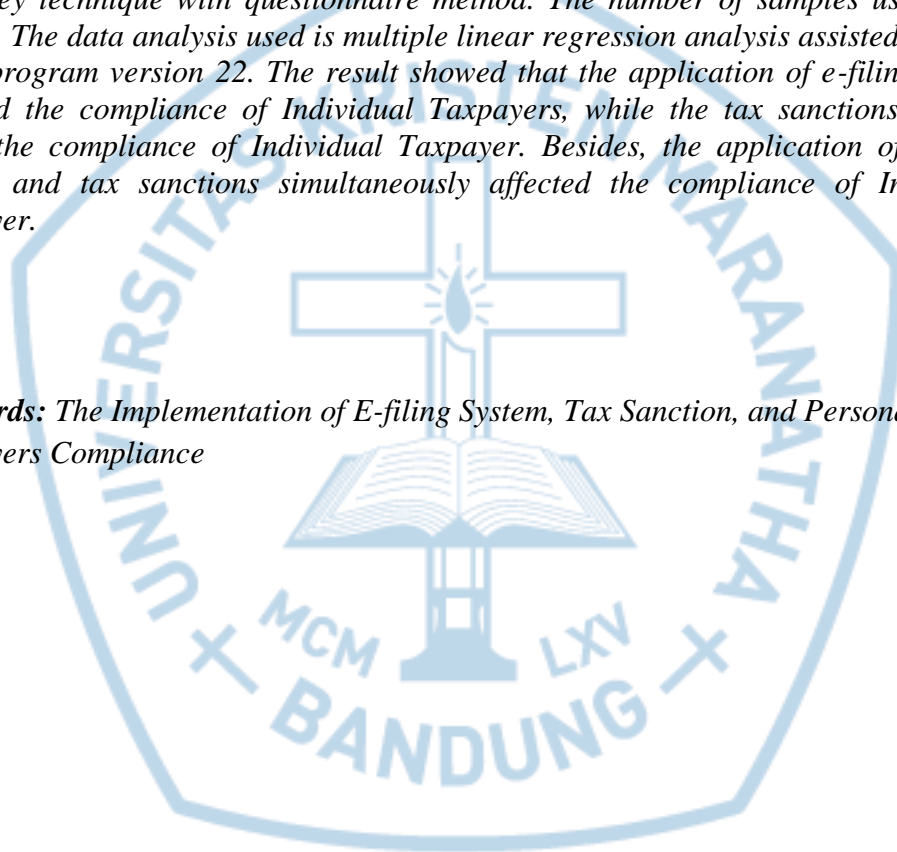 ey technique with questionnaire method. The number of samples us
The data analysis used is multiple linear regression analysis assisted
program version 22. The result showed that the application of e-filin
d the compliance of Individual Taxpayers, while the tax sanctions
the compliance of Individual Taxpayer. Besides, the application of
and tax sanctions simultaneously affected the compliance of In
er.
rds: The Implementation of E-filing System, Tax Sanction, and Persona
ers Compliance
UNIVERSITAS KRISTEN MARANATHA
MCM LXV
BANDUNG